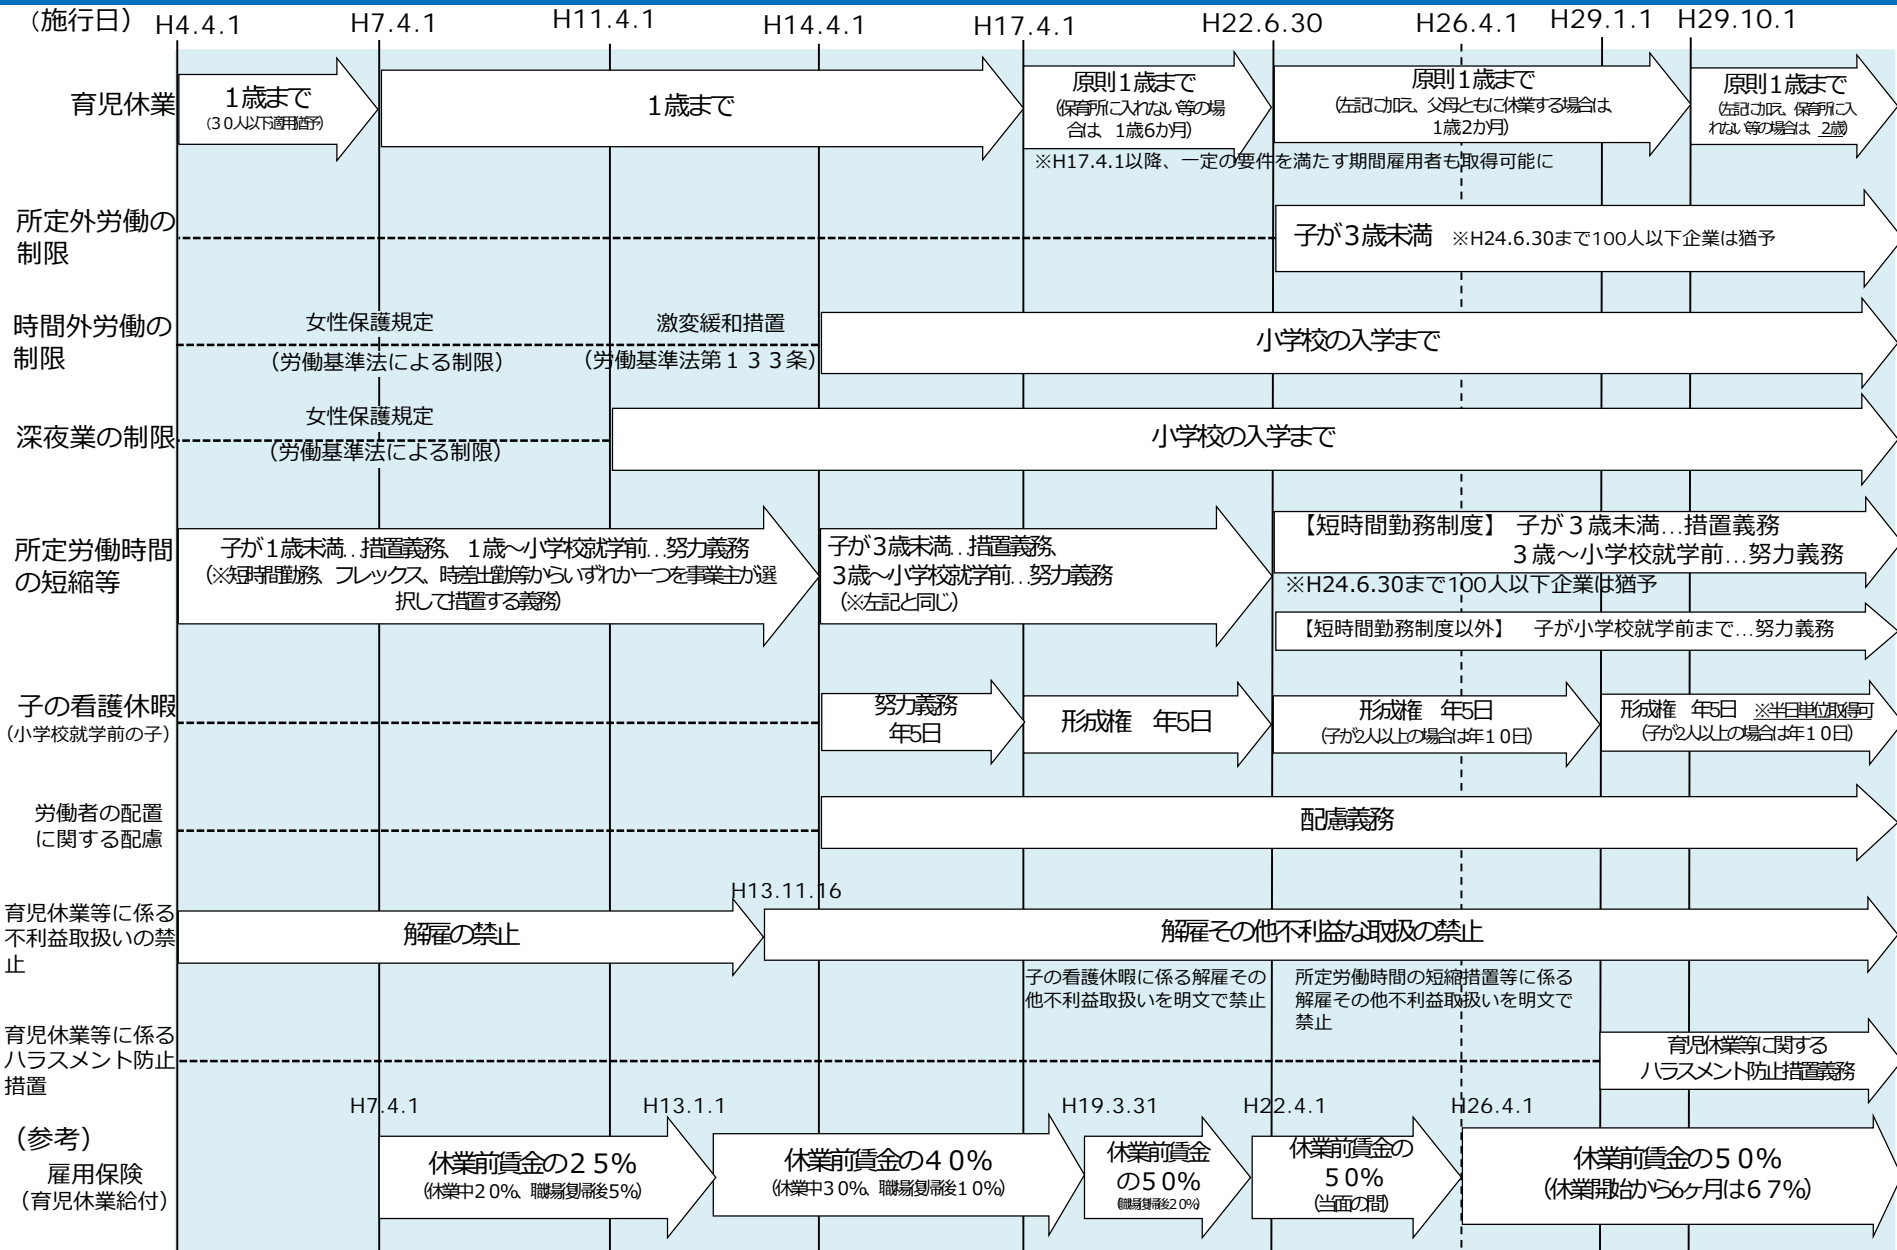 （施行日）
H4.4.1
H7.4.1
H11.4.1
H14.4.1
H17.4.1
H22.6.30
H26.4.1
H29.1.1
H29.10.1
育児休業
１歳まで
（３０人以下適用猶予）
１歳まで
原則１歳まで
（保育所に入れない等の場
合は、1歳6か月）
原則１歳まで
（左記に加え、父母ともに休業する場合は、
1歳2か月）
原則１歳まで
（左記に加え、保育所に入
れない等の場合は、2歳）
※H17.4.1以降、一定の要件を満たす期間雇用者も取得可能に
所定外労働の
制限
子が３歳未満　※H24.6.30まで100人以下企業は猶予
時間外労働の
制限
女性保護規定
（労働基準法による制限）
激変緩和措置
（労働基準法第１３３条）
小学校の入学まで
深夜業の制限
女性保護規定
（労働基準法による制限）
小学校の入学まで
所定労働時間
の短縮等
子が１歳未満…措置義務、１歳～小学校就学前…努力義務
（※短時間勤務、フレックス、時差出勤等からいずれか一つを事業主が選
択して措置する義務）
子が３歳未満…措置義務、
３歳～小学校就学前…努力義務
（※左記と同じ）
【短時間勤務制度】 子が３歳未満…措置義務
３歳～小学校就学前…努力義務
※H24.6.30まで100人以下企業は猶予
【短時間勤務制度以外】　子が小学校就学前まで…努力義務
子の看護休暇
（小学校就学前の子）
努力義務
年5日
形成権　年5日
形成権　年5日
（子が2人以上の場合は年１０日）
形成権　年5日　※半日単位取得可
（子が2人以上の場合は年１０日）
労働者の配置
に関する配慮
配慮義務
H13.11.16
育児休業等に係る
不利益取扱いの禁
止
解雇の禁止
解雇その他不利益な取扱の禁止
子の看護休暇に係る解雇その
他不利益取扱いを明文で禁止
所定労働時間の短縮措置等に係る
解雇その他不利益取扱いを明文で
禁止
育児休業等に係る
ハラスメント防止
措置
育児休業等に関する
ハラスメント防止措置義務
H7.4.1
H13.1.1
H19.3.31
H22.4.1
H26.4.1
（参考）
雇用保険
（育児休業給付）
休業前賃金の２５%
（休業中２０%、職場復帰後5%）
休業前賃金の４０%
（休業中３０%、職場復帰後１０%）
休業前賃金
の５０%
（職場復帰後２０%）
休業前賃金の
５０%
（当面の間）
休業前賃金の５０%
（休業開始から6ヶ月は６７%）